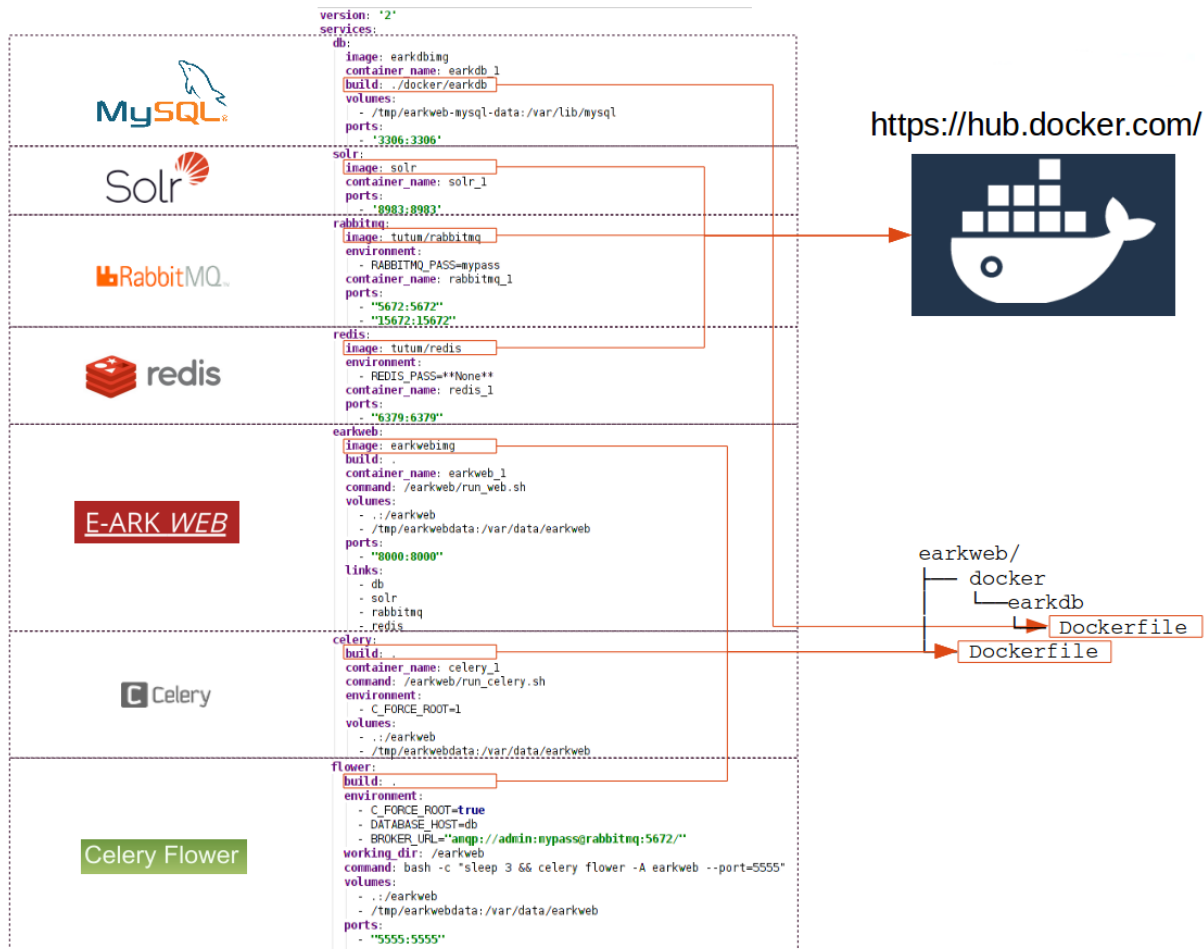 version: '2'
services:
db:
image: earkdbimg
container_name: earkdb_1
build: ./docker/earkdb
volumes:
- /tmp/earkweb-mysql-data:/var/lib/mysql
ports:
- '3306:3306'
MySQL®
solr:
image: solr
container_name: solr_1
ports:
- '8983:8983'
Solr
rabbitmq:
image: tutum/rabbitmq
environment:
- RABBITMQ_PASS=mypass
container_name: rabbitmq_1
ports:
- "5672:5672"
- "15672:15672"
RabbitMQ
redis:
image: tutum/redis
environment:
- REDIS_PASS=**None**
container_name: redis_1
ports:
- "6379:6379"
redis
earkweb:
image: earkwebimg
build: .
container_name: earkweb_1
command: /earkweb/run_web.sh
volumes:
- .:/earkweb
- /tmp/earkwebdata:/var/data/earkweb
ports:
- "8000:8000"
links:
- db
- solr
- rabbitmq
- redis
E-ARK WEB
celery:
build: .
container_name: celery_1
command: /earkweb/run_celery.sh
environment:
- C_FORCE_ROOT=1
volumes:
- .:/earkweb
- /tmp/earkwebdata:/var/data/earkweb
C Celery
flower:
build: .
environment:
- C_FORCE_ROOT=true
- DATABASE_HOST=db
- BROKER_URL="amqp://admin:mypass@rabbitmq:5672/"
working_dir: /earkweb
command: bash -c "sleep 3 && celery flower -A earkweb --port=5555"
volumes:
- .:/earkweb
- /tmp/earkwebdata:/var/data/earkweb
ports:
- "5555:5555"
Celery Flower
https://hub.docker.com/
earkweb/
docker
earkdb
Dockerfile
Dockerfile